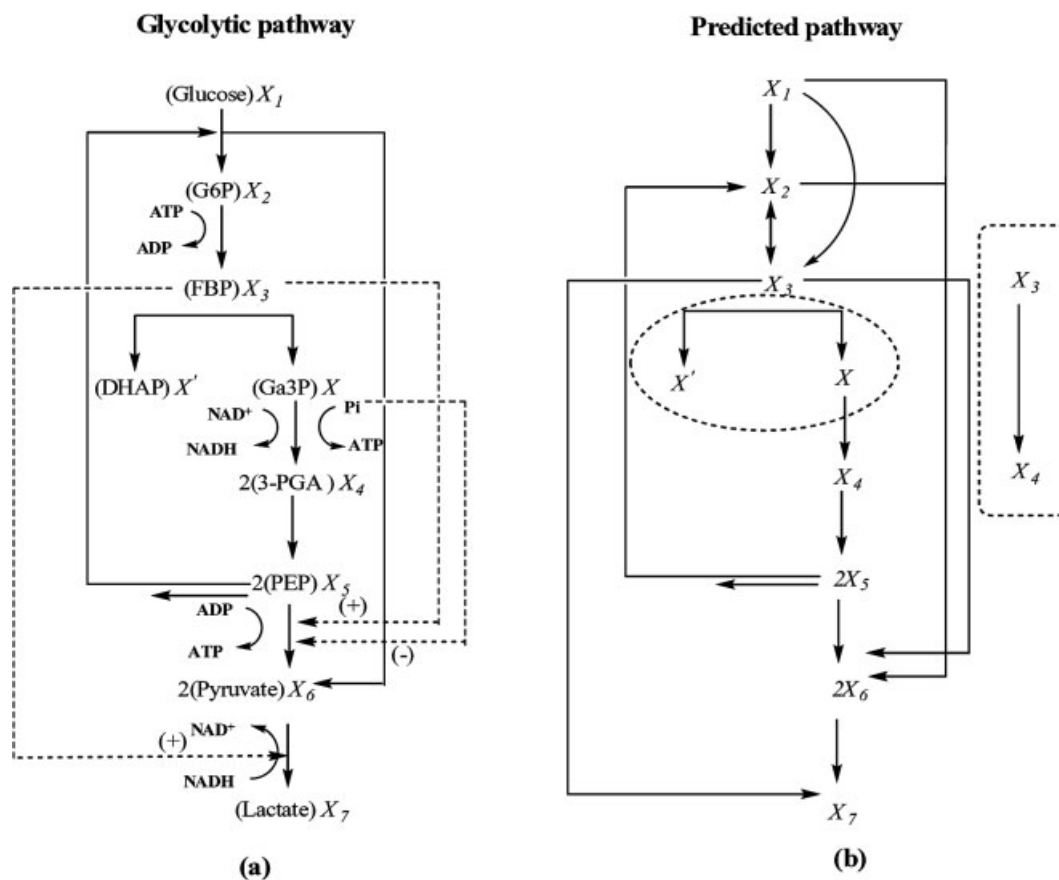 Glycolytic pathway
(Glucose) X1
(G6P) X2
ATP
ADP
(FBP) X3
(DHAP) X′
(Ga3P) X
NAD+
Pi
NADH
ATP
2(3-PGA ) X4
2(PEP) X5
(+)
ADP
ATP
(-)
2(Pyruvate) X6
NAD+
(+)
NADH
(Lactate) X7
(a)
Predicted pathway
X1
X2
X3
X′
X
X4
2X5
2X6
X7
X3
X4
(b)